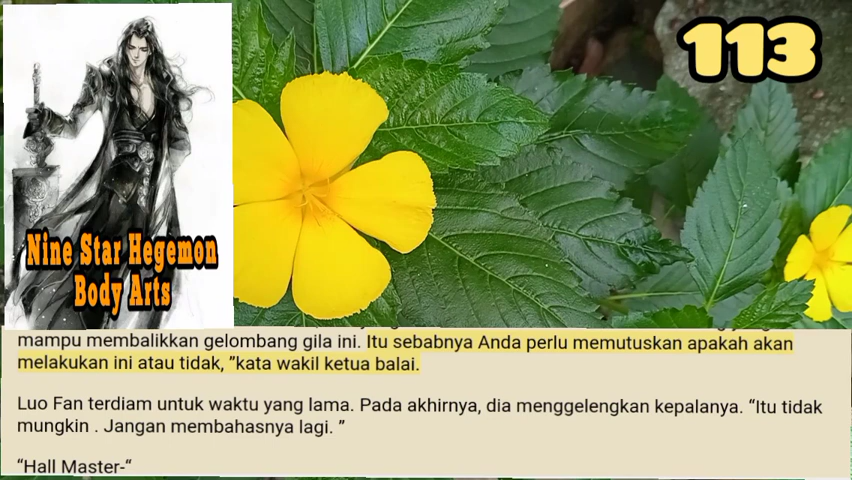 113
Nine Star Hegemon
Body Arts
mampu membalikkan gelombang gila ini. Itu sebabnya Anda perlu memutuskan apakah akan
melakukan ini atau tidak, ”kata wakil ketua balai.
Luo Fan terdiam untuk waktu yang lama. Pada akhirnya, dia menggelengkan kepalanya. “Itu tidak
mungkin . Jangan membahasnya lagi. ”
“Hall Master-“